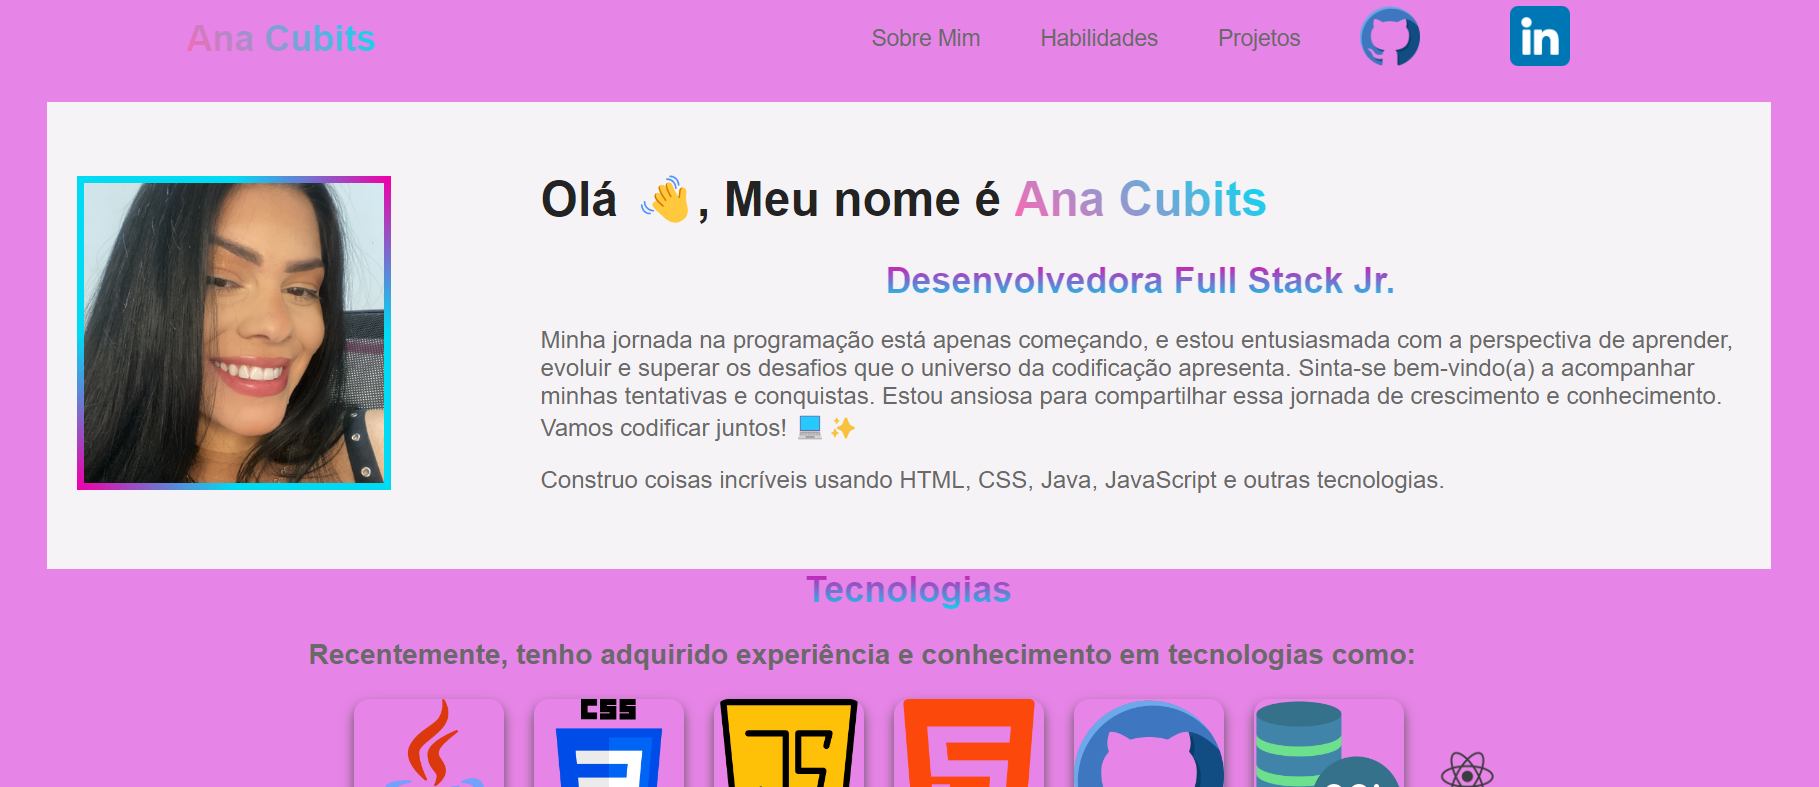 Ana Cubits
Sobre Mim
Habilidades
Projetos
in
Olá 👋, Meu nome é Ana Cubits
Desenvolvedora Full Stack Jr.
Minha jornada na programação está apenas começando, e estou entusiasmada com a perspectiva de aprender,
evoluir e superar os desafios que o universo da codificação apresenta. Sinta-se bem-vindo(a) a acompanhar
minhas tentativas e conquistas. Estou ansiosa para compartilhar essa jornada de crescimento e conhecimento.
Vamos codificar juntos! 💻 ✨
Construo coisas incríveis usando HTML, CSS, Java, JavaScript e outras tecnologias.
Tecnologias
Recentemente, tenho adquirido experiência e conhecimento em tecnologias como:
CSS
JS